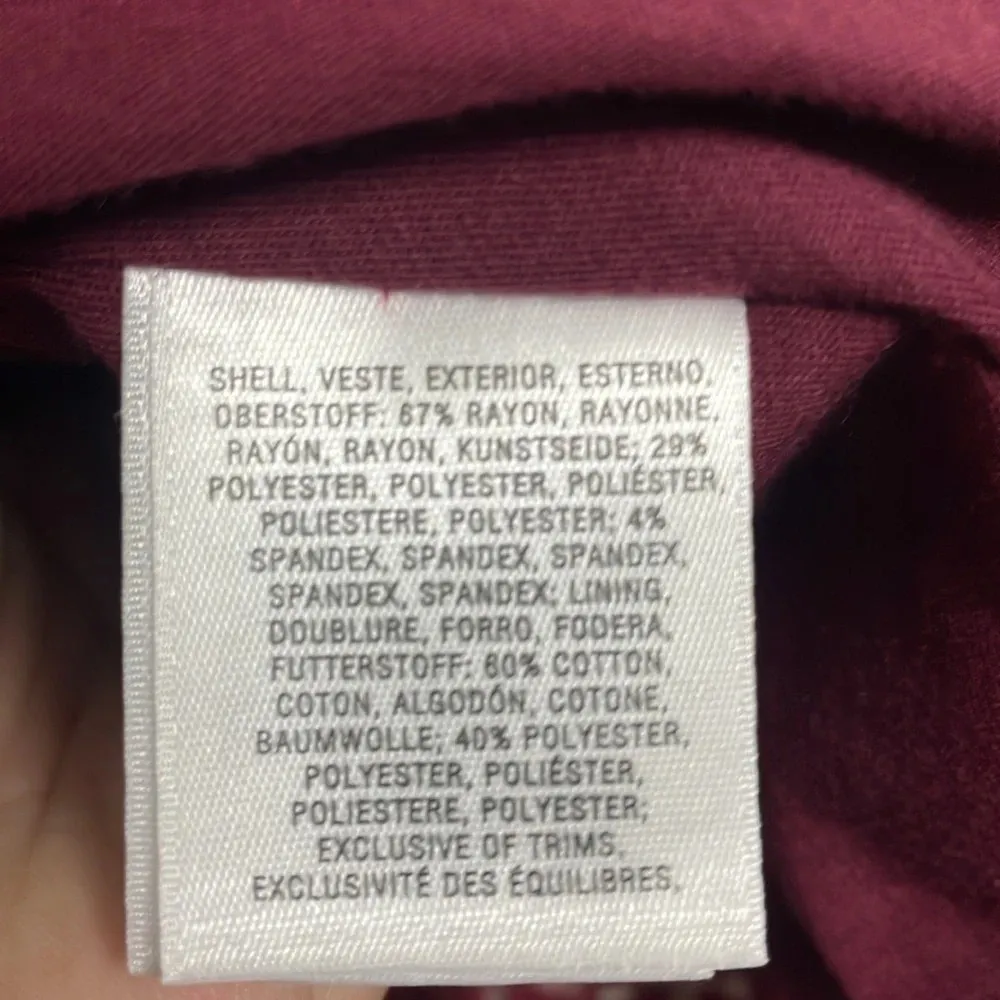 SHELL, VESTE, EXTERIOR, ESTERNO,
OBERSTOFF: 67% RAYON, RAYONNE,
RAYÓN, RAYON, KUNSTSEIDE; 29%
POLYESTER, POLYESTER, POLIÉSTER,
POLIESTERE, POLYESTER; 4%
SPANDEX, SPANDEX, SPANDEX,
SPANDEX, SPANDEX; LINING,
DOUBLURE, FORRO, FODERA,
FUTTERSTOFF: 60% COTTON,
COTON, ALGODÓN, COTONE,
BAUMWOLLE; 40% POLYESTER,
POLYESTER, POLIÉSTER,
POLIESTERE, POLYESTER;
EXCLUSIVE OF TRIMS,
EXCLUSIVITÉ DES ÉQUILIBRES,